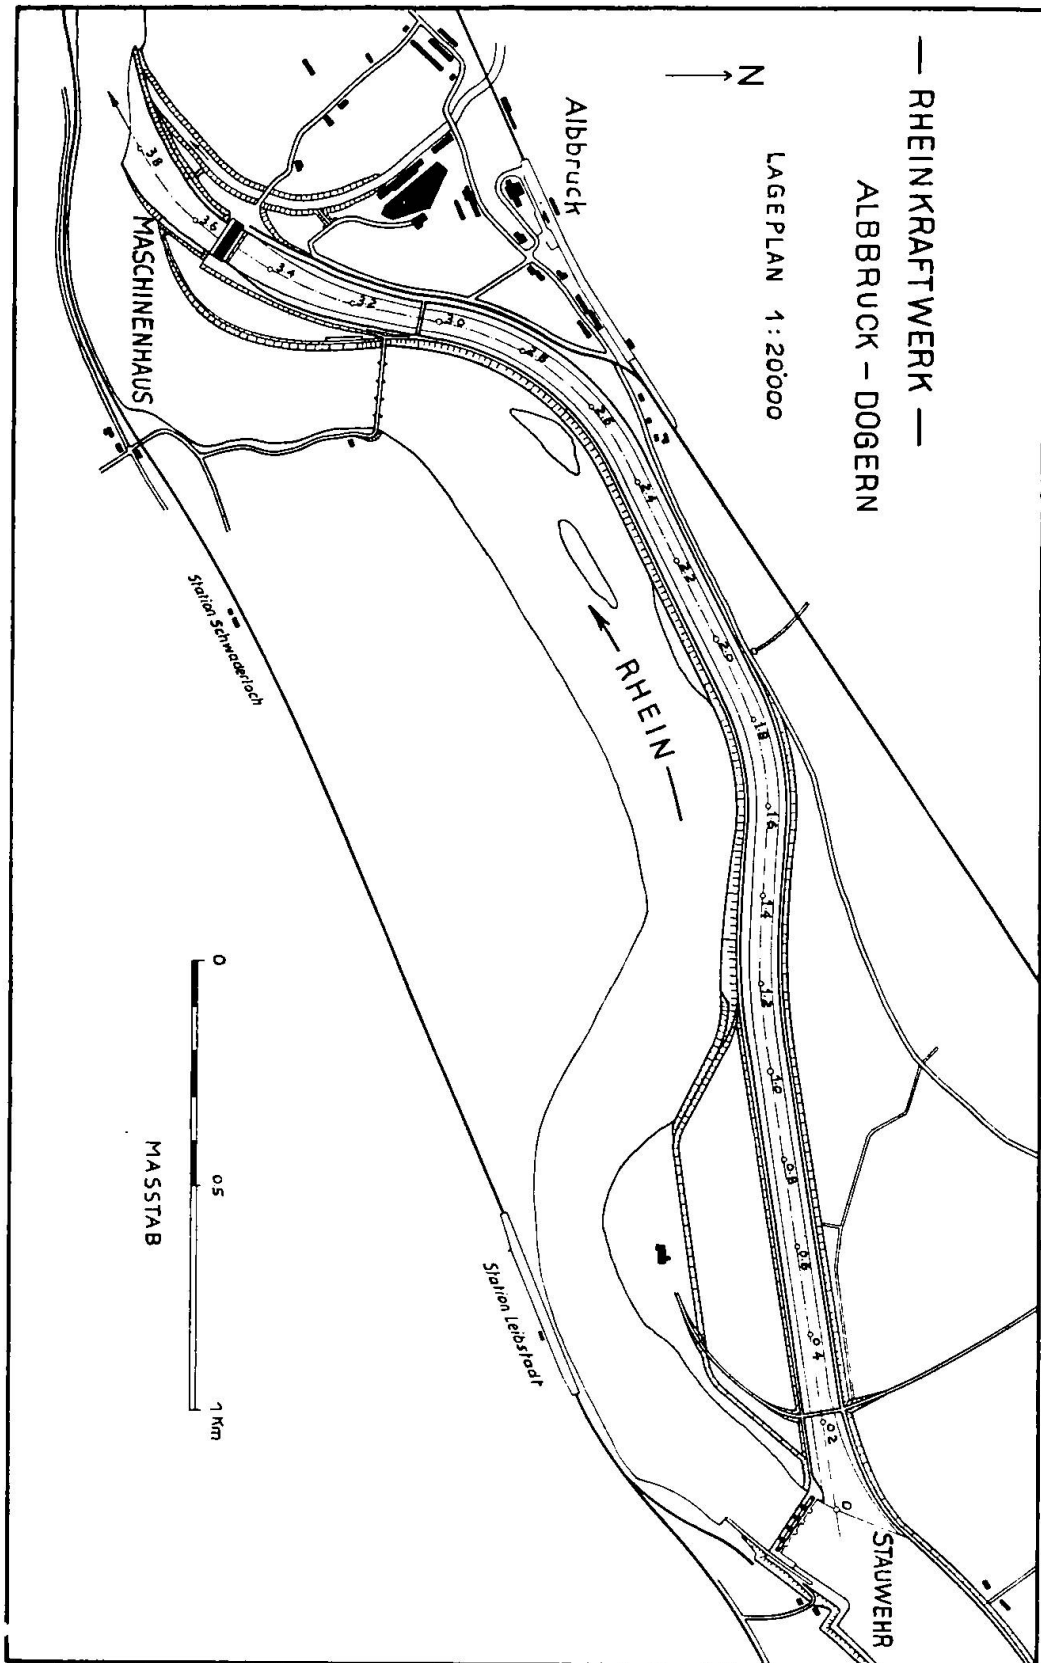 — RHEINKRAFTWERK —
ALBBRUCK – DOGERN
LAGEPLAN 1:20'000
N
Albbruck
MASCHINENHAUS
3.8
3.6
3.4
3.2
3.0
2.8
2.6
2.4
2.2
2.0
1.8
1.6
1.4
1.2
1.0
0.8
0.6
0.4
0.2
0
STAUWEHR
— RHEIN —
Station Schwaderloch
Station Leibstadt
0
0.5
1 Km
MASSTAB